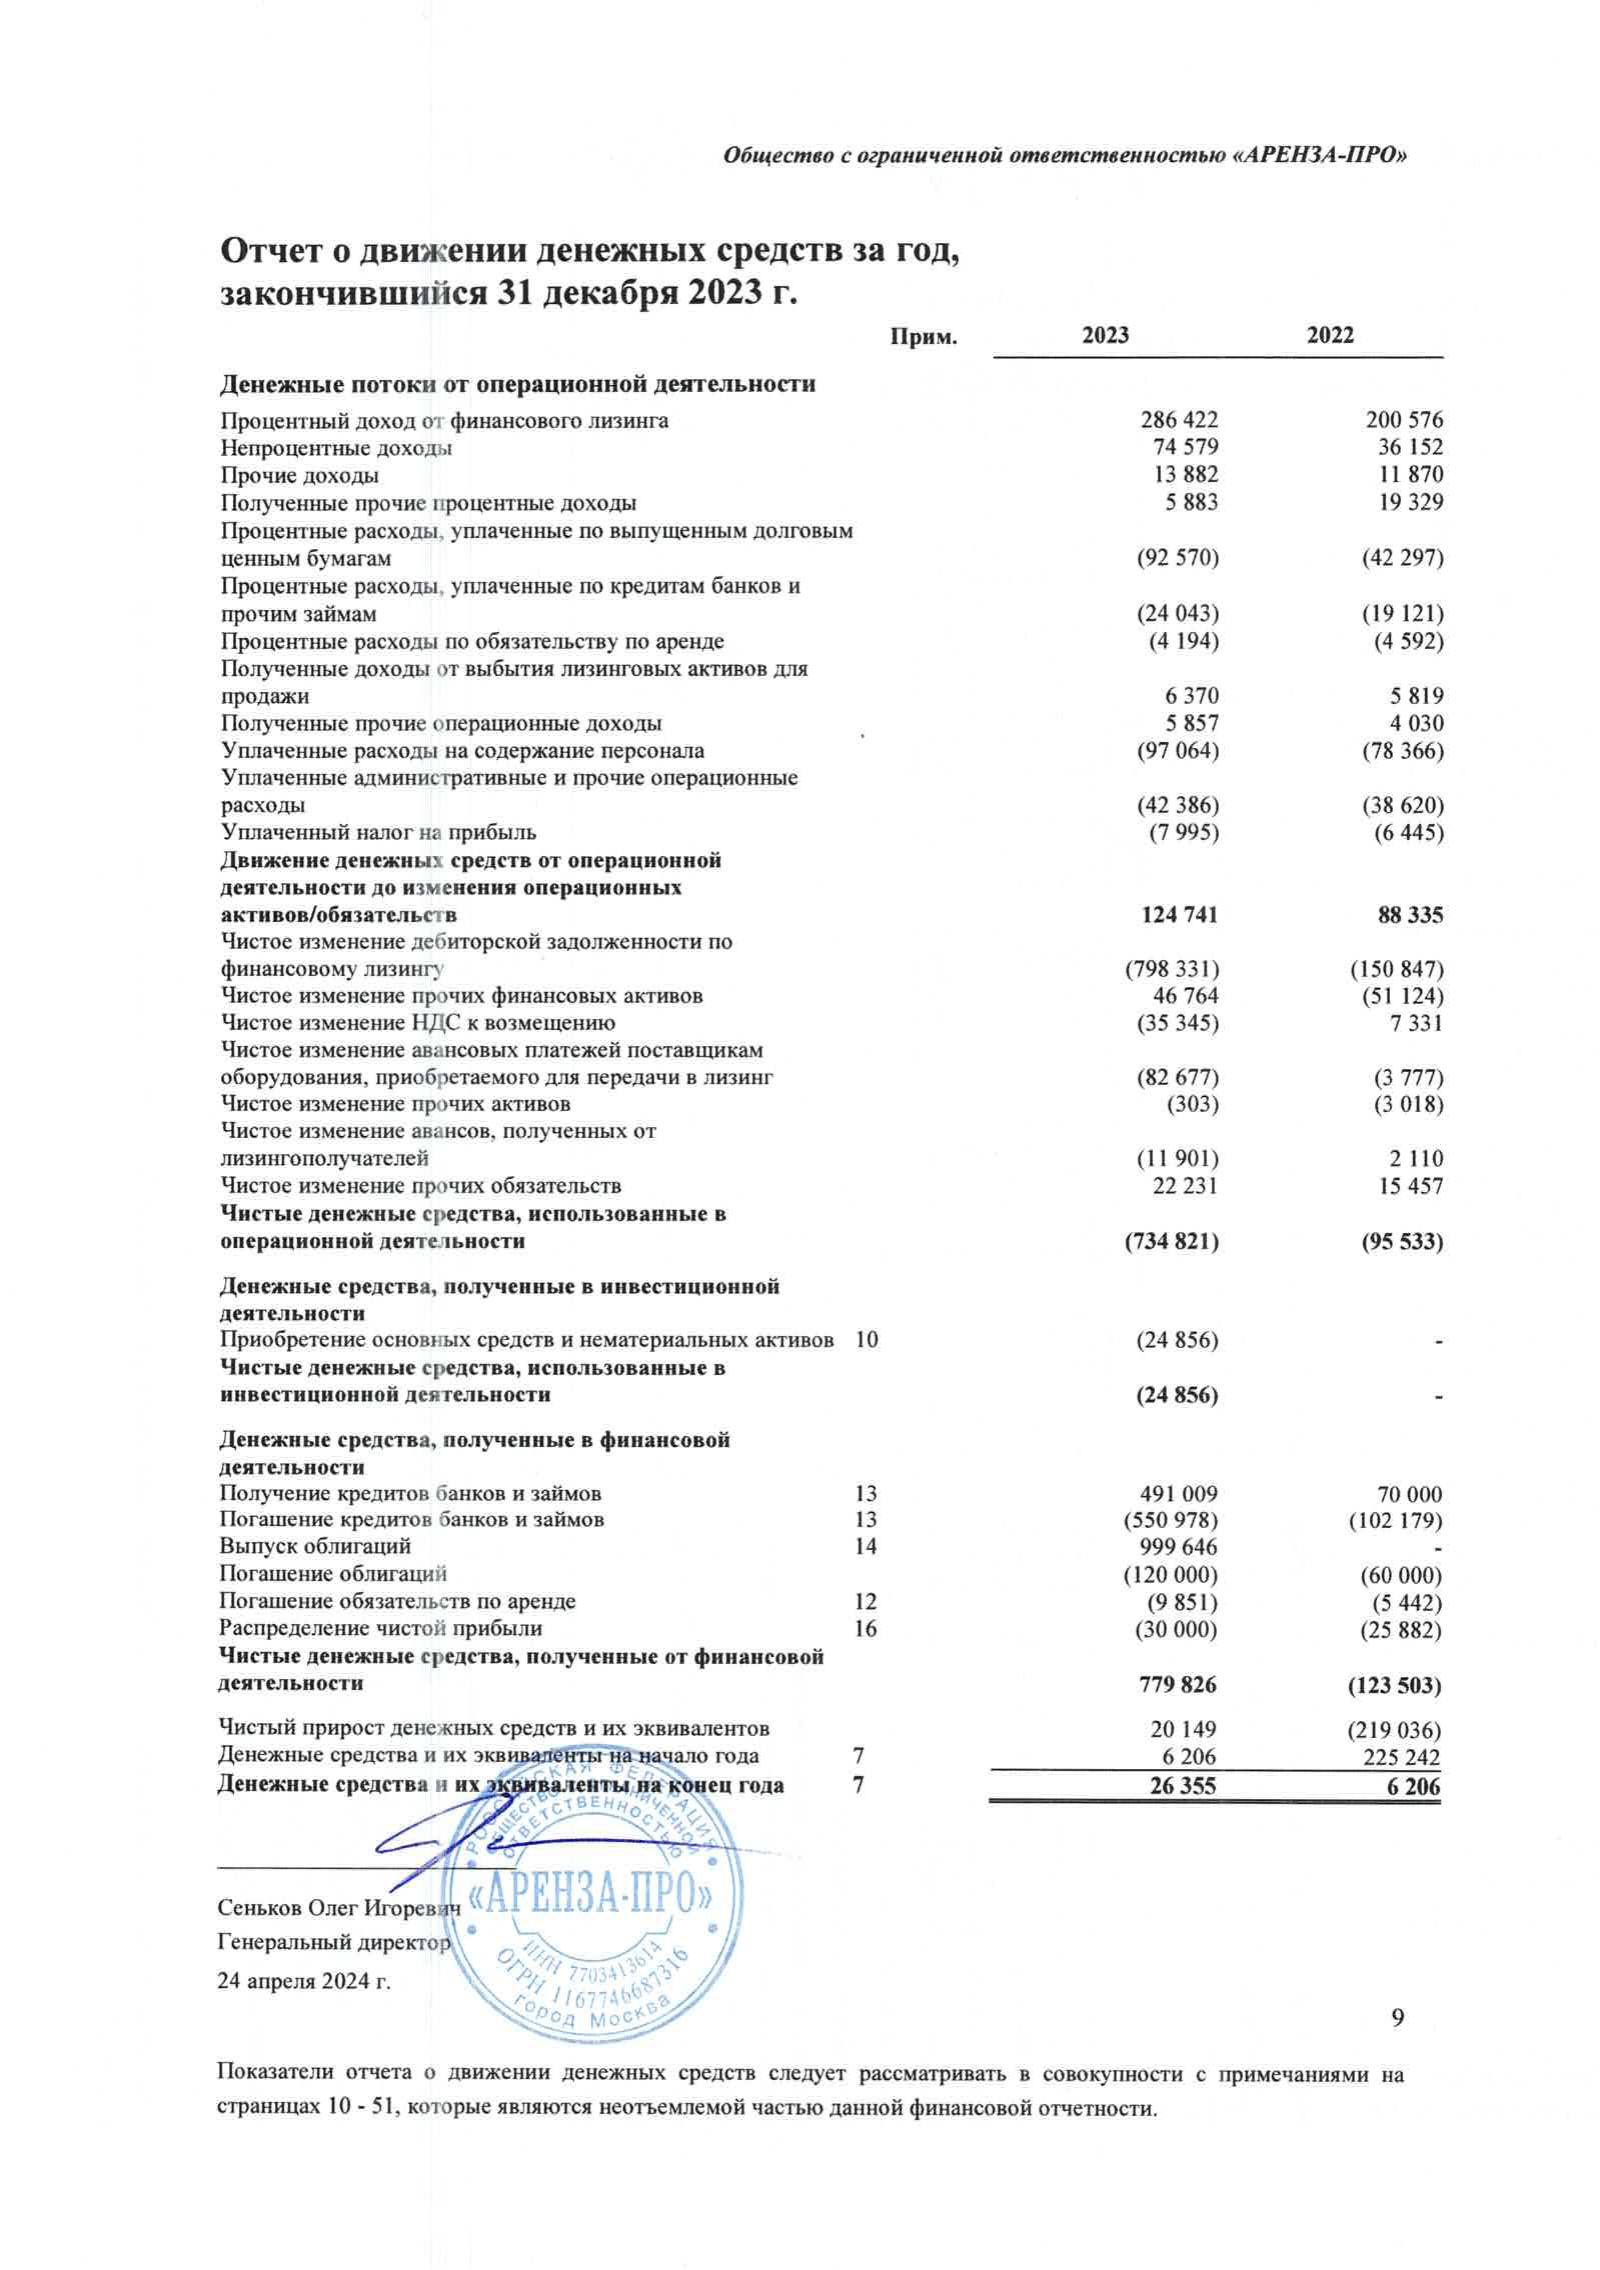 Общество с ограниченной ответственностью «АРЕНЗА-ПРО»
Отчет о движении денежных средств за год,
закончившийся 31 декабря 2023 г.
Прим. 2023 2022
Денежные потоки от операционной деятельности
Процентный доход от финансового лизинга 286 422 200 576
Непроцентные доходы 74 579 36 152
Прочие доходы 13 882 11 870
Полученные прочие процентные доходы 5 883 19 329
Процентные расходы, уплаченные по выпущенным долговым
ценным бумагам (92 570) (42 297)
Процентные расходы, уплаченные по кредитам банков и
прочим займам (24 043) (19 121)
Процентные расходы по обязательству по аренде (4 194) (4 592)
Полученные доходы от выбытия лизинговых активов для
продажи 6 370 5 819
Полученные прочие операционные доходы 5 857 4 030
Уплаченные расходы на содержание персонала (97 064) (78 366)
Уплаченные административные и прочие операционные
расходы (42 386) (38 620)
Уплаченный налог на прибыль (7 995) (6 445)
Движение денежных средств от операционной
деятельности до изменения операционных
активов/обязательств 124 741 88 335
Чистое изменение дебиторской задолженности по
финансовому лизингу (798 331) (150 847)
Чистое изменение прочих финансовых активов 46 764 (51 124)
Чистое изменение НДС к возмещению (35 345) 7 331
Чистое изменение авансовых платежей поставщикам
оборудования, приобретаемого для передачи в лизинг (82 677) (3 777)
Чистое изменение прочих активов (303) (3 018)
Чистое изменение авансов, полученных от
лизингополучателей (11 901) 2 110
Чистое изменение прочих обязательств 22 231 15 457
Чистые денежные средства, использованные в
операционной деятельности (734 821) (95 533)
Денежные средства, полученные в инвестиционной
деятельности
Приобретение основных средств и нематериальных активов 10 (24 856) -
Чистые денежные средства, использованные в
инвестиционной деятельности (24 856) -
Денежные средства, полученные в финансовой
деятельности
Получение кредитов банков и займов 13 491 009 70 000
Погашение кредитов банков и займов 13 (550 978) (102 179)
Выпуск облигаций 14 999 646 -
Погашение облигаций (120 000) (60 000)
Погашение обязательств по аренде 12 (9 851) (5 442)
Распределение чистой прибыли 16 (30 000) (25 882)
Чистые денежные средства, полученные от финансовой
деятельности 779 826 (123 503)
Чистый прирост денежных средств и их эквивалентов 20 149 (219 036)
Денежные средства и их эквиваленты на начало года 7 6 206 225 242
Денежные средства и их эквиваленты на конец года 7 26 355 6 206
РОССИЙСКАЯ ФЕДЕРАЦИЯ
ОБЩЕСТВО С ОГРАНИЧЕННОЙ
ОТВЕТСТВЕННОСТЬЮ
«АРЕНЗА-ПРО»
ИНН 7703413614
ОГРН 1167746687316
город Москва
Сеньков Олег Игоревич
Генеральный директор
24 апреля 2024 г.
9
Показатели отчета о движении денежных средств следует рассматривать в совокупности с примечаниями на
страницах 10 - 51, которые являются неотъемлемой частью данной финансовой отчетности.